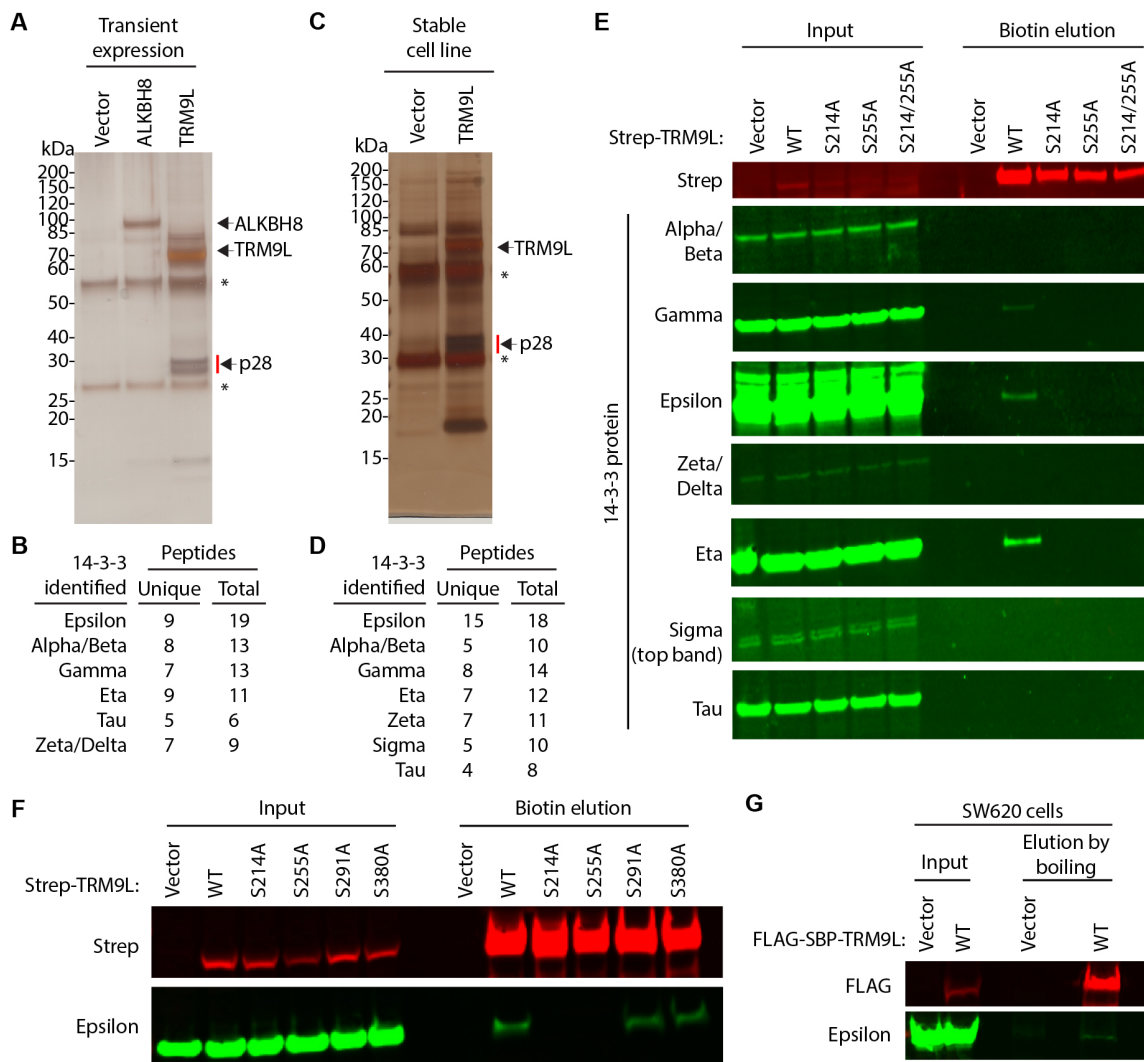 A
Transient
expression
Vector
ALKBH8
TRM9L
kDa
200-
150-
120-
100-
85-
70-
60-
50-
40-
30-
25-
20-
15-
ALKBH8
TRM9L
*
p28
*
B
14-3-3
identified
Peptides
Unique Total
Epsilon 9 19
Alpha/Beta 8 13
Gamma 7 13
Eta 9 11
Tau 5 6
Zeta/Delta 7 9
C
Stable
cell line
Vector
TRM9L
kDa
200-
150-
120-
100-
85-
70-
60-
50-
40-
30-
25-
20-
15-
TRM9L
*
p28
*
D
14-3-3
identified
Peptides
Unique Total
Epsilon 15 18
Alpha/Beta 5 10
Gamma 8 14
Eta 7 12
Zeta 7 11
Sigma 5 10
Tau 4 8
E
Input Biotin elution
Strep-TRM9L:
Vector
WT
S214A
S255A
S214/255A
Vector
WT
S214A
S255A
S214/255A
Strep
14-3-3 protein
Alpha/
Beta
Gamma
Epsilon
Zeta/
Delta
Eta
Sigma
(top band)
Tau
F
Input Biotin elution
Strep-TRM9L:
Vector
WT
S214A
S255A
S291A
S380A
Vector
WT
S214A
S255A
S291A
S380A
Strep
Epsilon
G
SW620 cells
Input
Elution by
boiling
FLAG-SBP-TRM9L:
Vector
WT
Vector
WT
FLAG
Epsilon